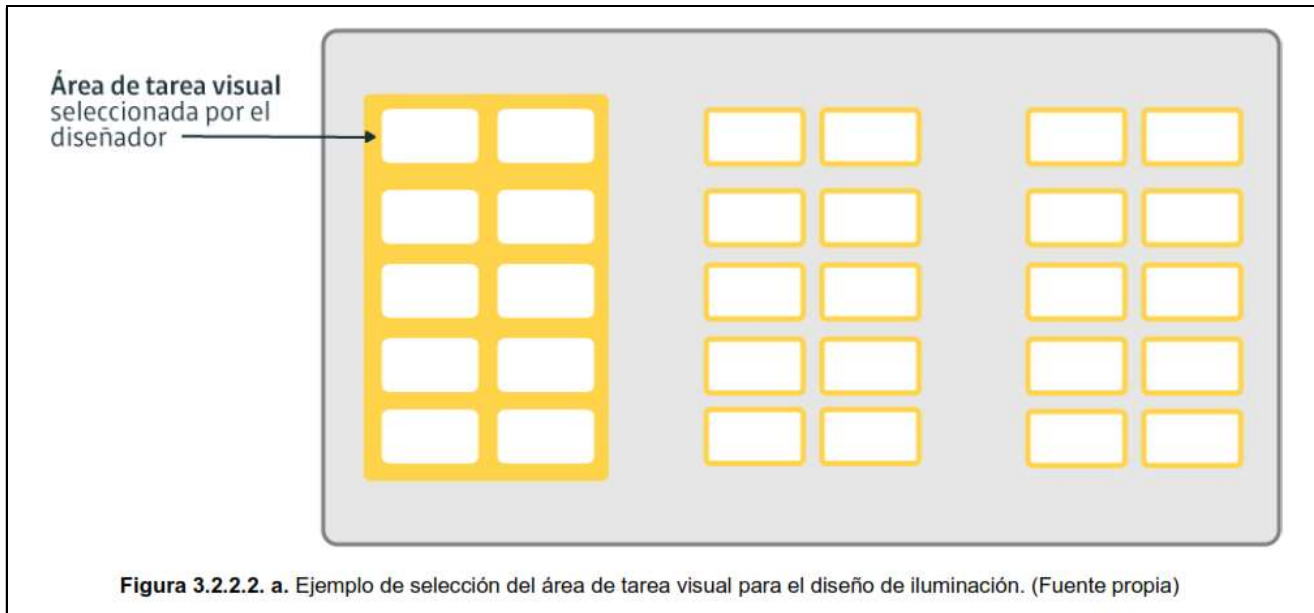 Área de tarea visual
seleccionada por el
diseñador
Figura 3.2.2.2. a. Ejemplo de selección del área de tarea visual para el diseño de iluminación. (Fuente propia)